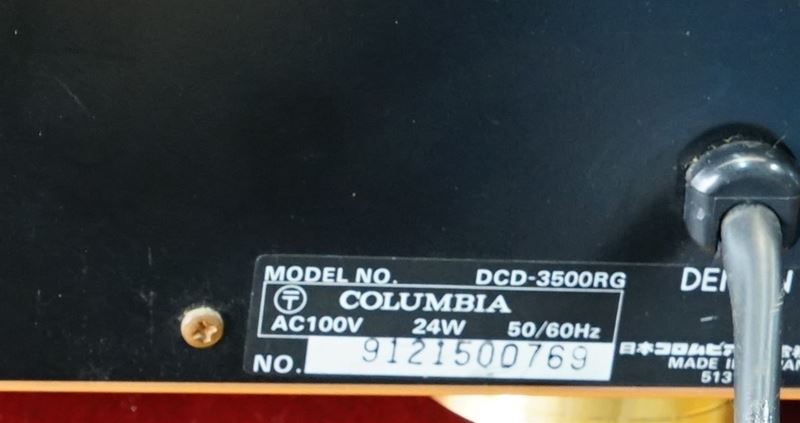 MODEL NO. DCD-3500RG
〒 COLUMBIA
AC100V 24W 50/60Hz
NO. 9121500769
日本コロムビア
MADE
513